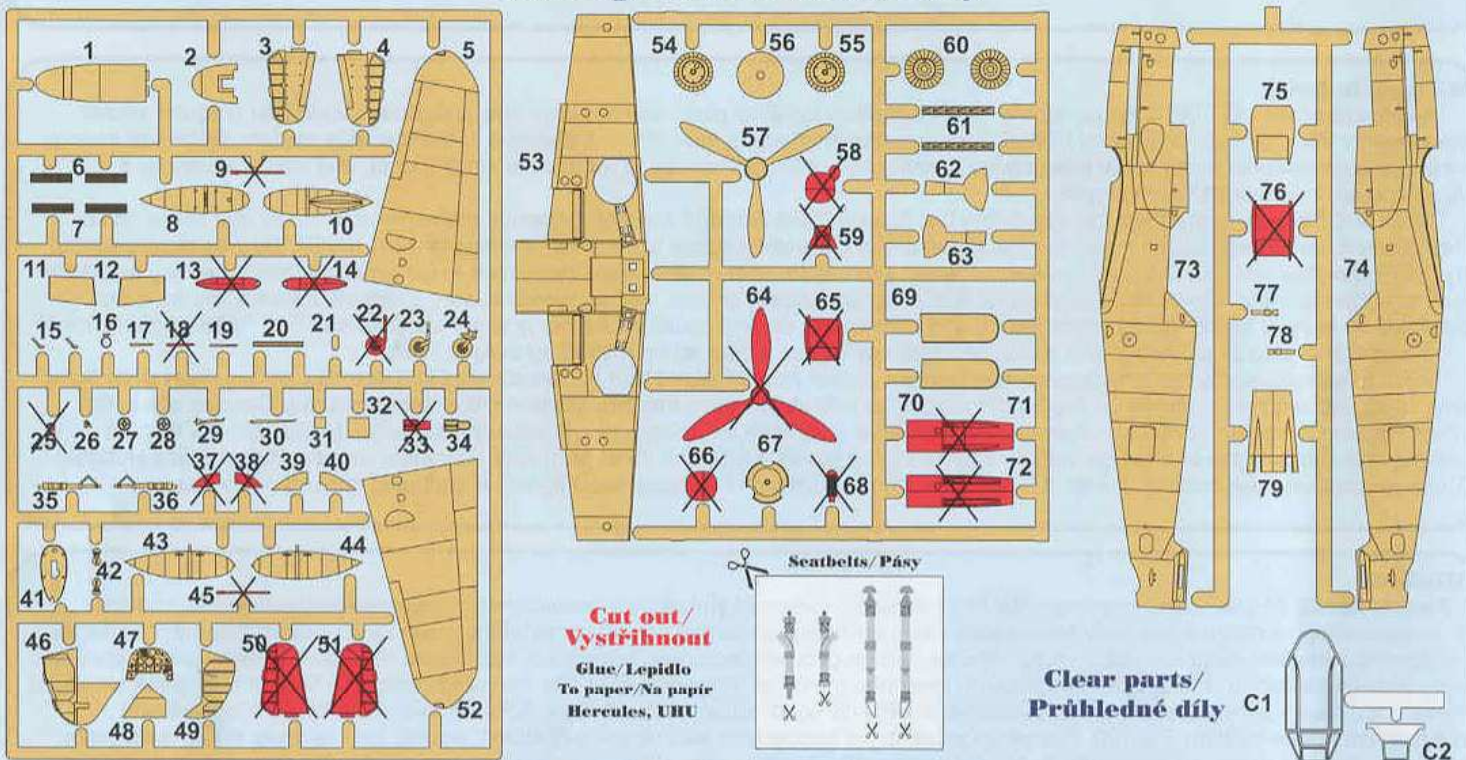 1 2 3 4 5
6 9
7 8 10
11 12 13 14
15 16 17 18 19 20 21 22 23 24
25 26 27 28 29 30 31 32 33 34
35 36 37 38 39 40
41 42 43 44
45
46 47 50 51
48 49 52
53 54 56 55 60
57 58 61
59 62
63
64 65 69
70 71
66 67 68 72
73 75 74
76
77
78
79
Seatbelts/Pásy
Cut out/
Vystřihnout
Glue/Lepidlo
To paper/Na papír
Hercules, UHU
Clear parts/
Průhledné díly
C1
C2